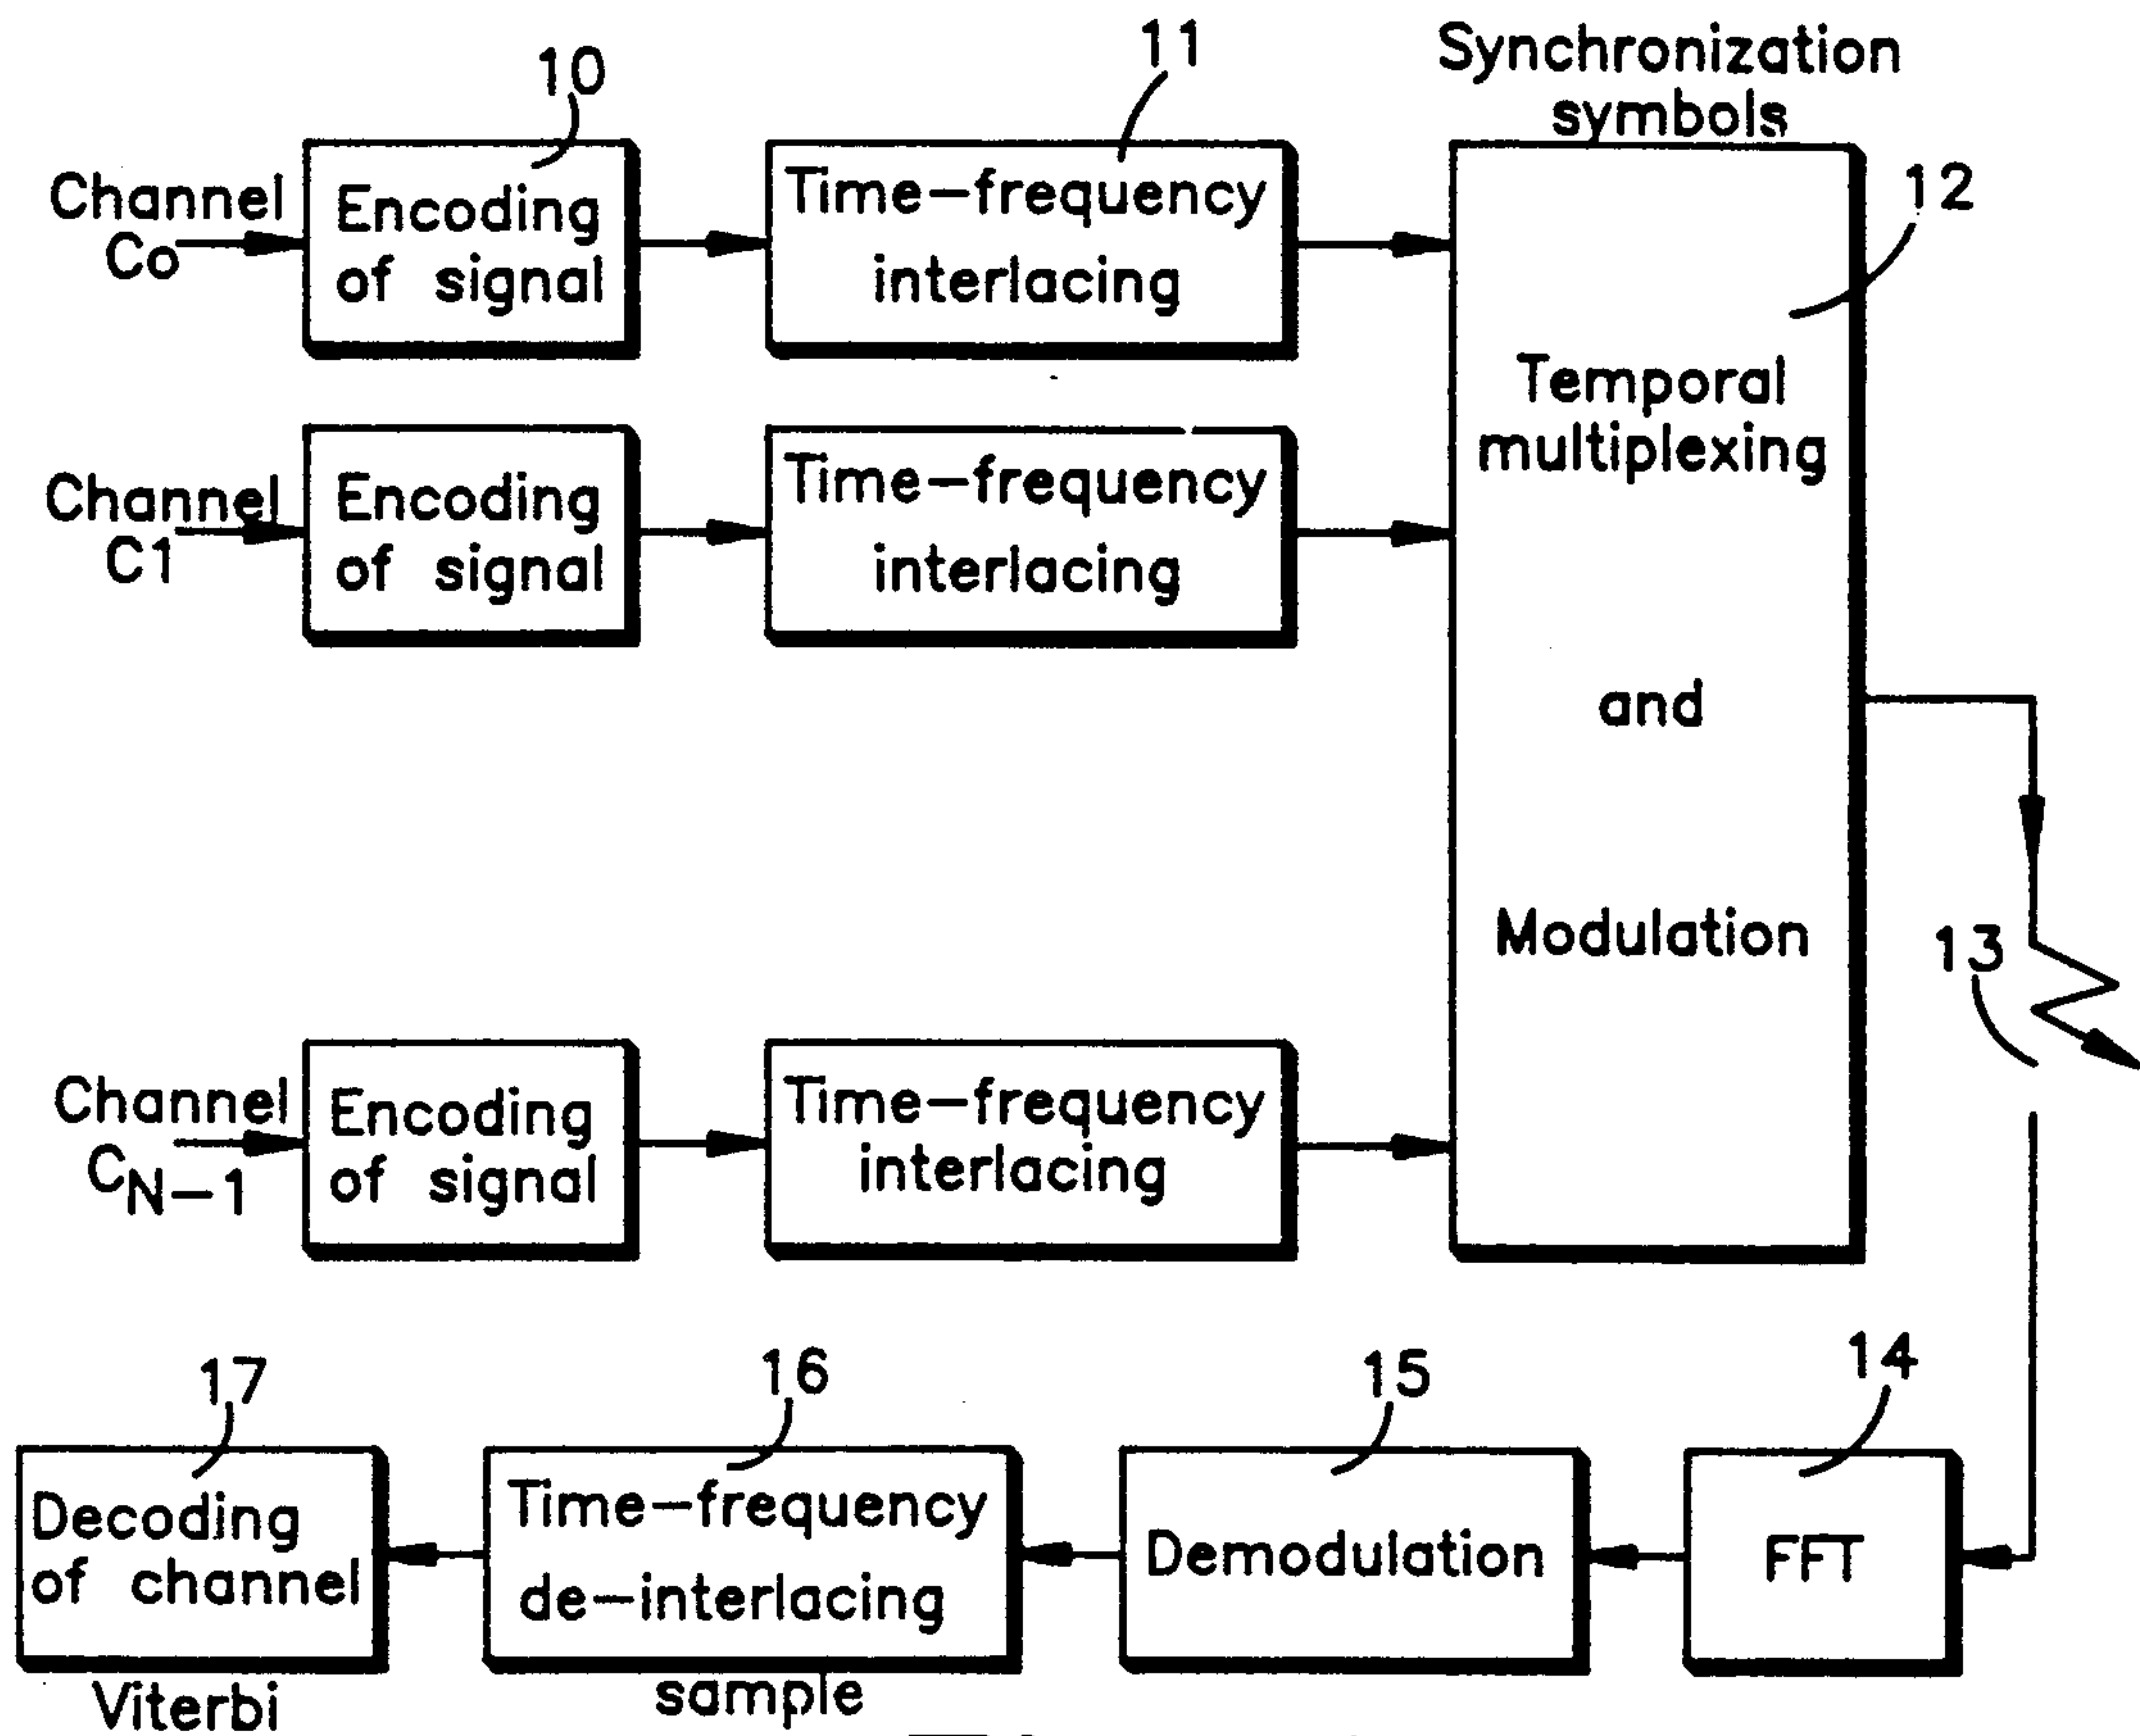 10
11
Synchronization
symbols
12
Channel
Co
Encoding
of signal
Time-frequency
interlacing
Temporal
multiplexing
and
Modulation
Channel
C1
Encoding
of signal
Time-frequency
interlacing
13
Channel
CN-1
Encoding
of signal
Time-frequency
interlacing
17
16
15
14
Decoding
of channel
Viterbi
Time-frequency
de-interlacing
sample
Demodulation
FFT